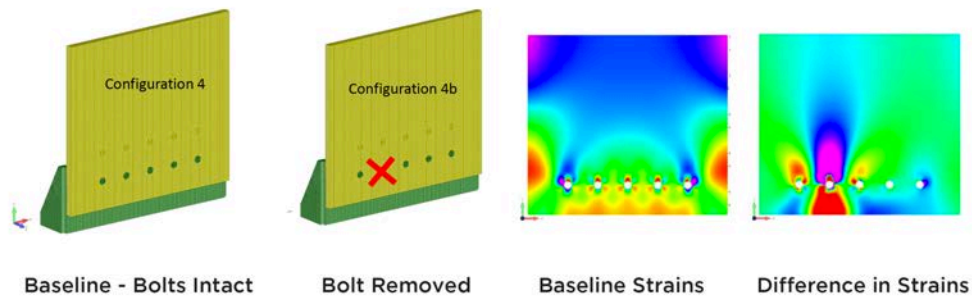 Configuration 4
Configuration 4b
Baseline - Bolts Intact
Bolt Removed
Baseline Strains
Difference in Strains